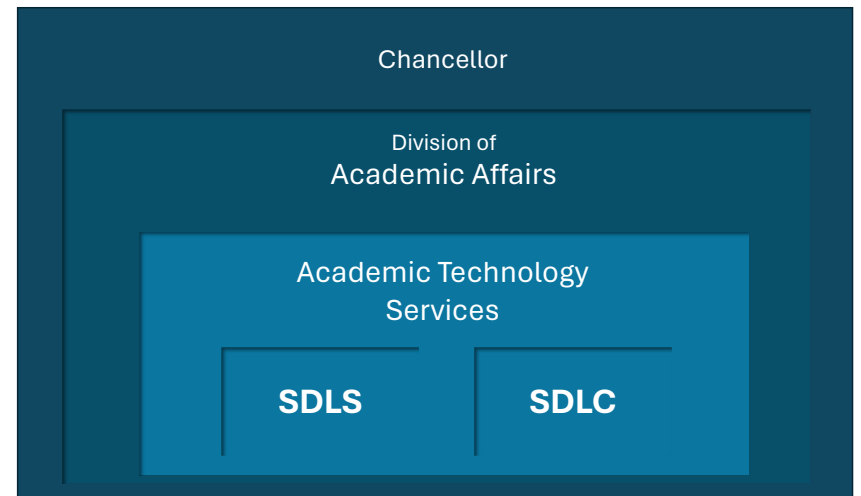 Chancellor
Division of
Academic Affairs
Academic Technology
Services
SDLS
SDLC